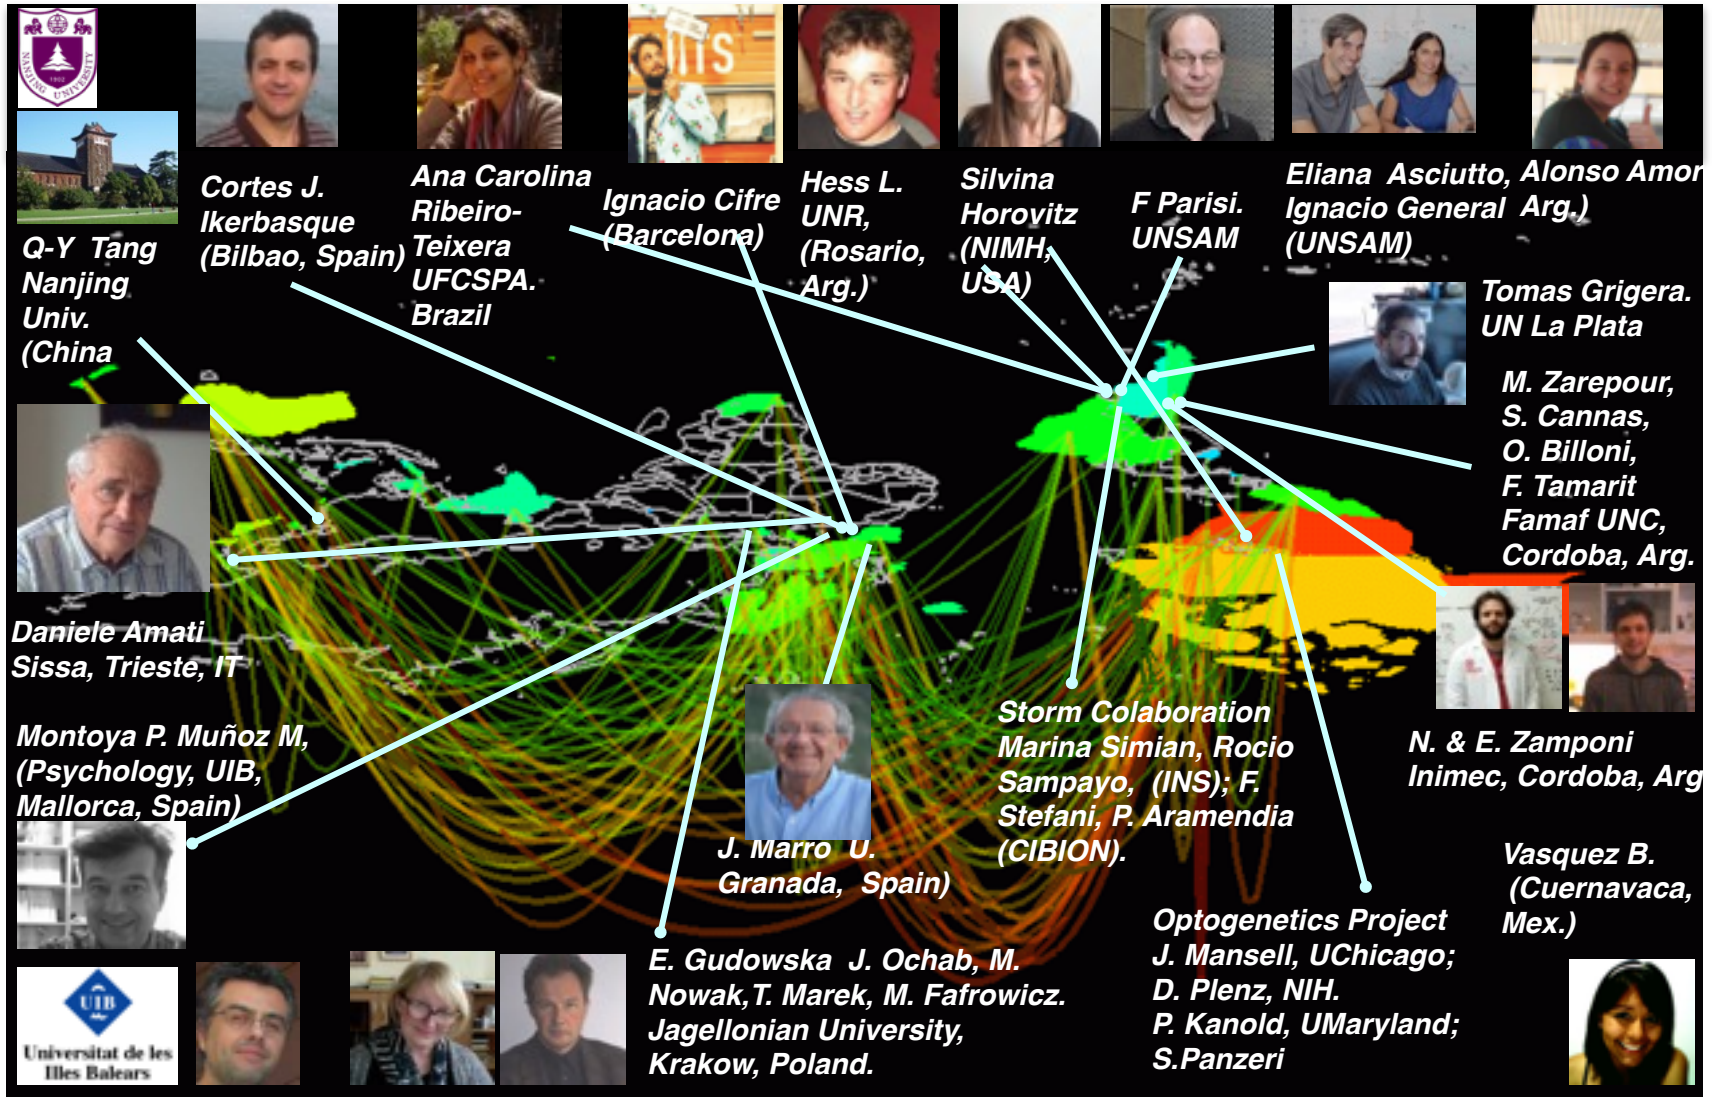 NANJING UNIVERSITY
1902
Q-Y Tang
Nanjing
Univ.
(China
Cortes J.
Ikerbasque
(Bilbao, Spain)
Ana Carolina
Ribeiro-
Teixera
UFCSPA.
Brazil
Ignacio Cifre
(Barcelona)
Hess L.
UNR,
(Rosario,
Arg.)
Silvina
Horovitz
(NIMH,
USA)
F Parisi.
UNSAM
Eliana Asciutto,
Ignacio General
(UNSAM)
Alonso Amor
Arg.)
Tomas Grigera.
UN La Plata
M. Zarepour,
S. Cannas,
O. Billoni,
F. Tamarit
Famaf UNC,
Cordoba, Arg.
Daniele Amati
Sissa, Trieste, IT
Montoya P. Muñoz M,
(Psychology, UIB,
Mallorca, Spain)
J. Marro U.
Granada, Spain)
Storm Colaboration
Marina Simian, Rocio
Sampayo, (INS); F.
Stefani, P. Aramendia
(CIBION).
N. & E. Zamponi
Inimec, Cordoba, Arg
Vasquez B.
(Cuernavaca,
Mex.)
Optogenetics Project
J. Mansell, UChicago;
D. Plenz, NIH.
P. Kanold, UMaryland;
S.Panzeri
E. Gudowska J. Ochab, M.
Nowak,T. Marek, M. Fafrowicz.
Jagellonian University,
Krakow, Poland.
UIB
Universitat de les
Illes Balears